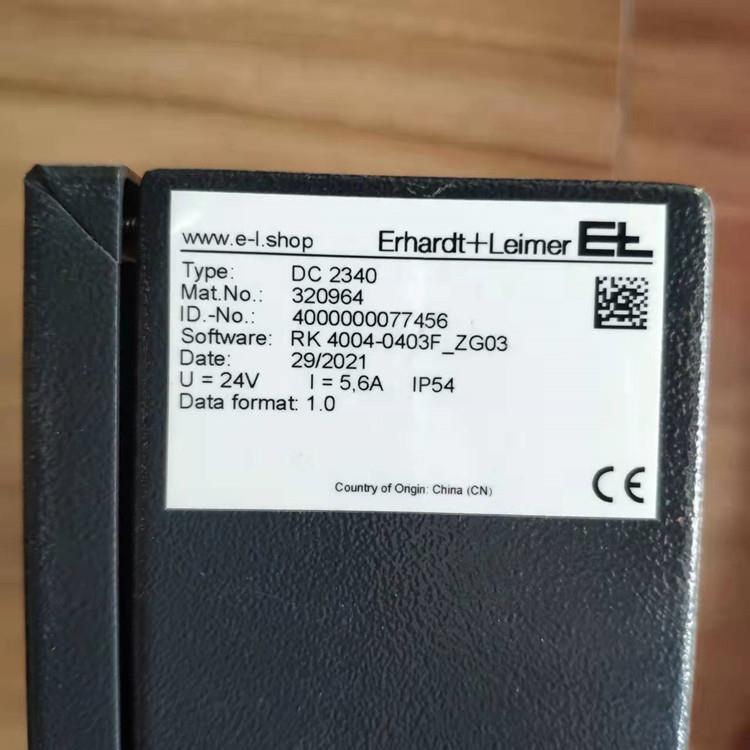 www.e-l.shop Erhardt+Leimer EL
Type: DC 2340
Mat.No.: 320964
ID.-No.: 4000000077456
Software: RK 4004-0403F_ZG03
Date: 29/2021
U = 24V I = 5,6A IP54
Data format: 1.0
Country of Origin: China (CN)
CE